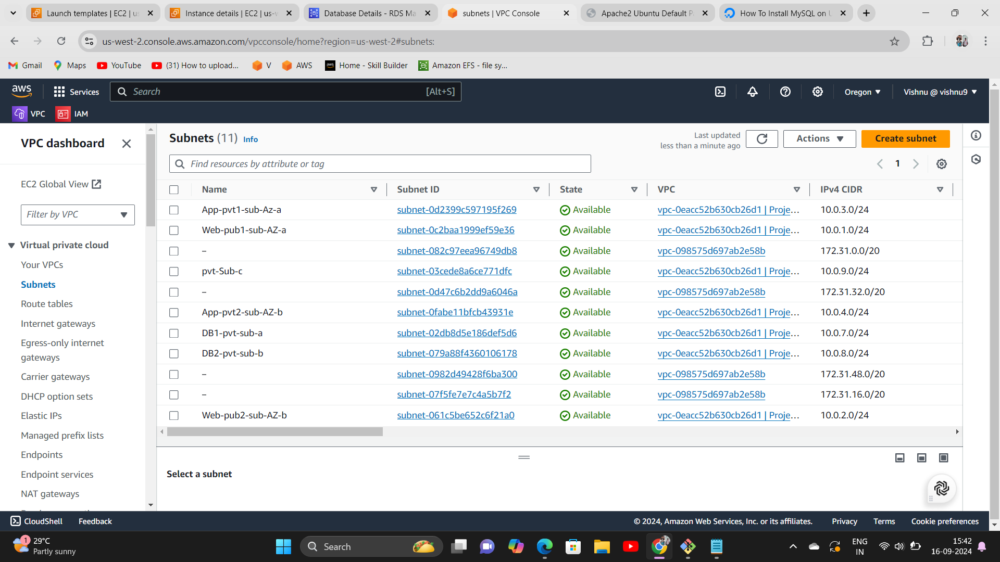 Launch templates | EC2 | us
Instance details | EC2 | us-w
Database Details - RDS Ma
subnets | VPC Console
Apache2 Ubuntu Default P
How To Install MySQL on U
us-west-2.console.aws.amazon.com/vpcconsole/home?region=us-west-2#subnets:
Gmail
Maps
YouTube
(31) How to upload...
V
AWS
Home - Skill Builder
Amazon EFS - file sy...
aws
Services
Search
[Alt+S]
Oregon
Vishnu @ vishnu9
VPC
IAM
VPC dashboard
EC2 Global View
Filter by VPC
Virtual private cloud
Your VPCs
Subnets
Route tables
Internet gateways
Egress-only internet
gateways
Carrier gateways
DHCP option sets
Elastic IPs
Managed prefix lists
Endpoints
Endpoint services
NAT gateways
Subnets (11) Info
Last updated
less than a minute ago
Actions
Create subnet
Find resources by attribute or tag
1
Name Subnet ID State VPC IPv4 CIDR
App-pvt1-sub-Az-a subnet-0d2399c597195f269 Available vpc-0eacc52b630cb26d1 | Proje... 10.0.3.0/24
Web-pub1-sub-AZ-a subnet-0c2baa1999ef59e36 Available vpc-0eacc52b630cb26d1 | Proje... 10.0.1.0/24
– subnet-082c97eea96749db8 Available vpc-098575d697ab2e58b 172.31.0.0/20
pvt-Sub-c subnet-03cede8a6ce771dfc Available vpc-0eacc52b630cb26d1 | Proje... 10.0.9.0/24
– subnet-0d47c6b2dd9a6046a Available vpc-098575d697ab2e58b 172.31.32.0/20
App-pvt2-sub-AZ-b subnet-0fabe11bfcb43931e Available vpc-0eacc52b630cb26d1 | Proje... 10.0.4.0/24
DB1-pvt-sub-a subnet-02db8d5e186def5d6 Available vpc-0eacc52b630cb26d1 | Proje... 10.0.7.0/24
DB2-pvt-sub-b subnet-079a88f4360106178 Available vpc-0eacc52b630cb26d1 | Proje... 10.0.8.0/24
– subnet-0982d49428f6ba300 Available vpc-098575d697ab2e58b 172.31.48.0/20
– subnet-07f5fe7e7c4a5b7f2 Available vpc-098575d697ab2e58b 172.31.16.0/20
Web-pub2-sub-AZ-b subnet-061c5be652c6f21a0 Available vpc-0eacc52b630cb26d1 | Proje... 10.0.2.0/24
Select a subnet
CloudShell
Feedback
© 2024, Amazon Web Services, Inc. or its affiliates.
Privacy
Terms
Cookie preferences
1
29°C
Partly sunny
Search
ENG
IN
15:42
16-09-2024